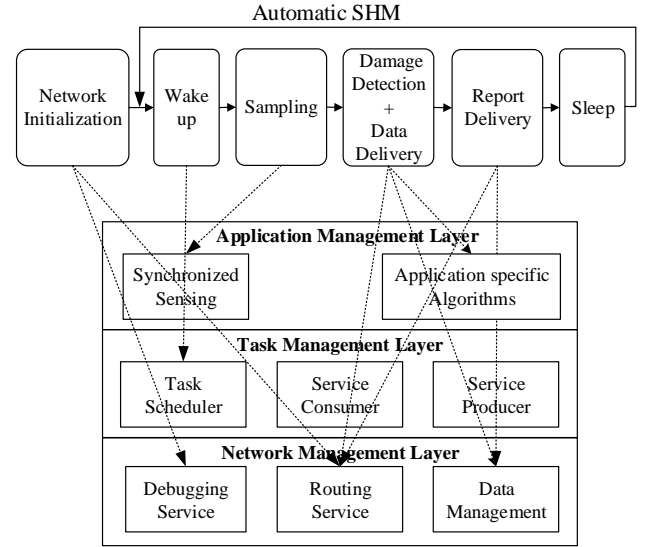 Automatic SHM
Network
Initialization
Wake
up
Sampling
Damage
Detection
+
Data
Delivery
Report
Delivery
Sleep
Application Management Layer
Synchronized
Sensing
Application specific
Algorithms
Task Management Layer
Task
Scheduler
Service
Consumer
Service
Producer
Network Management Layer
Debugging
Service
Routing
Service
Data
Management